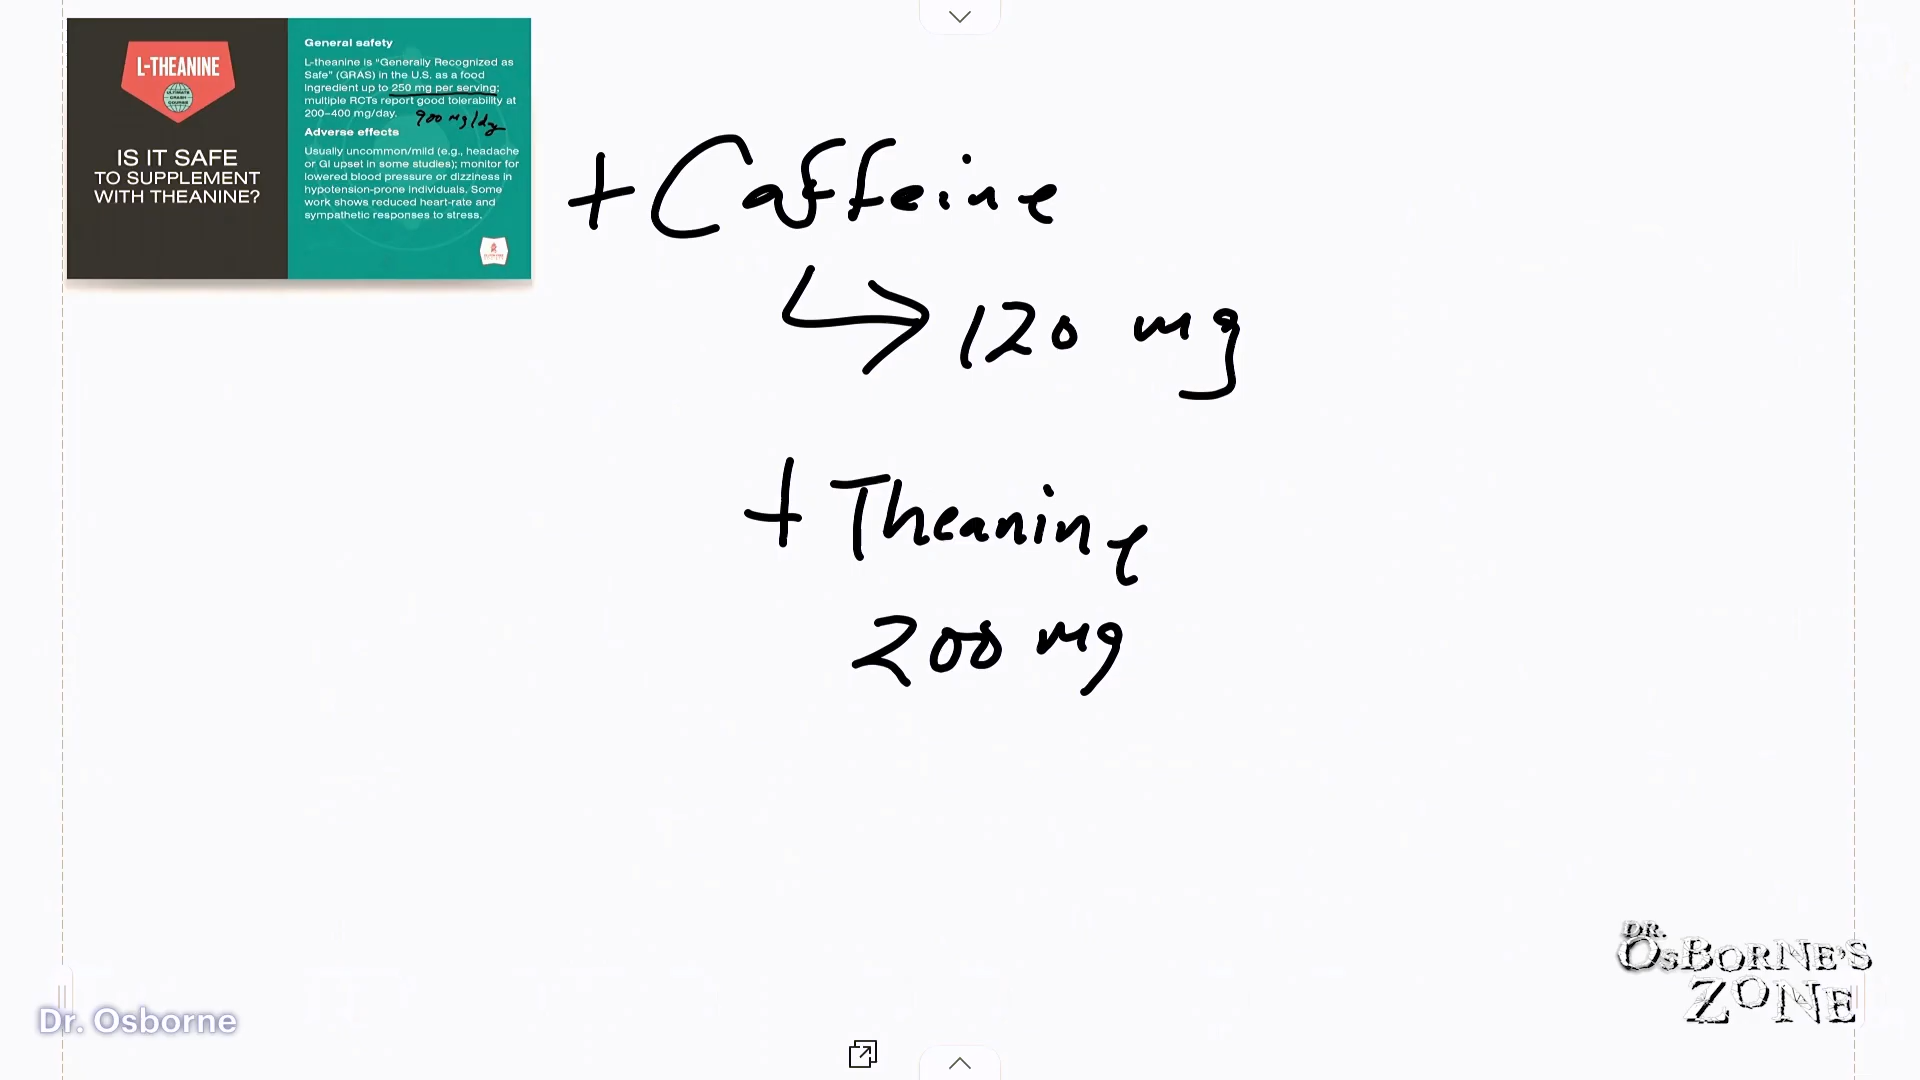 L-THEANINE
ULTIMATE
CRASH
COURSE
IS IT SAFE
TO SUPPLEMENT
WITH THEANINE?
General safety
L-theanine is “Generally Recognized as
Safe” (GRAS) in the U.S. as a food
ingredient up to 250 mg per serving;
multiple RCTs report good tolerability at
200–400 mg/day.
900 mg/day
Adverse effects
Usually uncommon/mild (e.g., headache
or GI upset in some studies); monitor for
lowered blood pressure or dizziness in
hypotension-prone individuals. Some
work shows reduced heart-rate and
sympathetic responses to stress.
+ Caffeine
120 mg
+ Theanine
200 mg
Dr. Osborne
DR.
OSBORNE'S
ZONE